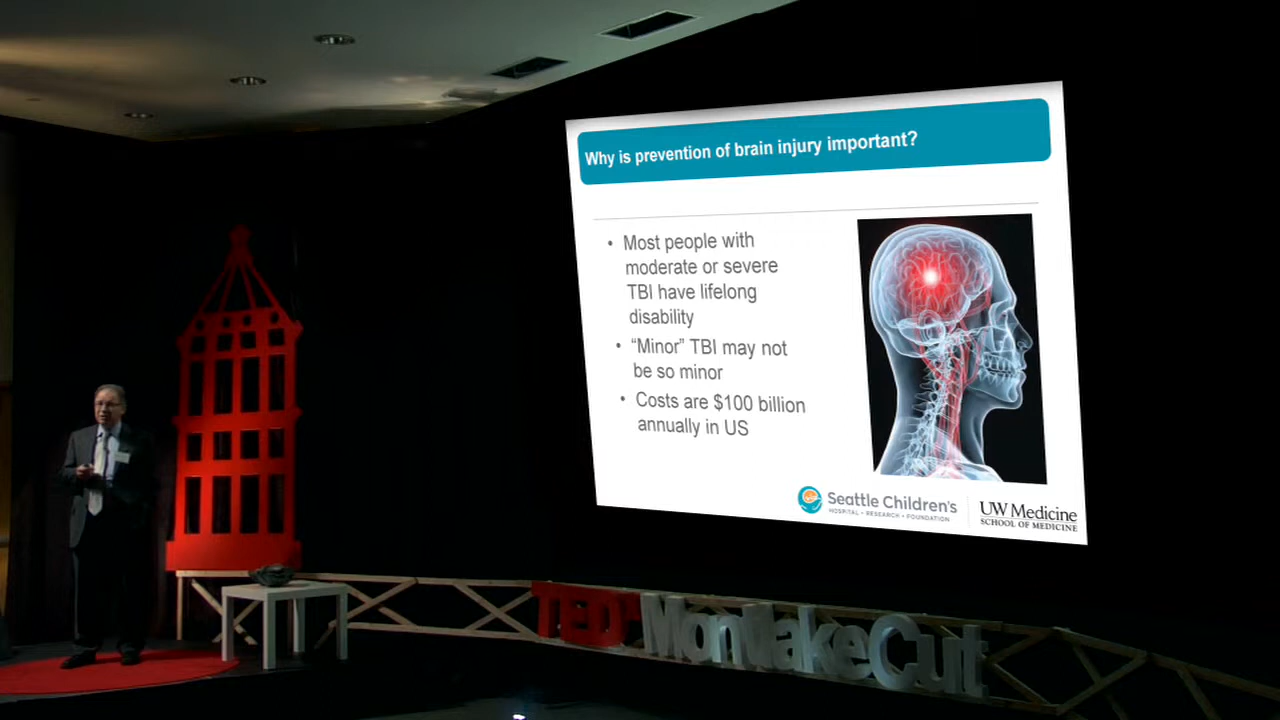 Why is prevention of brain injury important?
• Most people with
moderate or severe
TBI have lifelong
disability
• “Minor” TBI may not
be so minor
• Costs are $100 billion
annually in US
Seattle Children's
HOSPITAL • RESEARCH • FOUNDATION
UW Medicine
SCHOOL OF MEDICINE
TEDxMontlakeCut